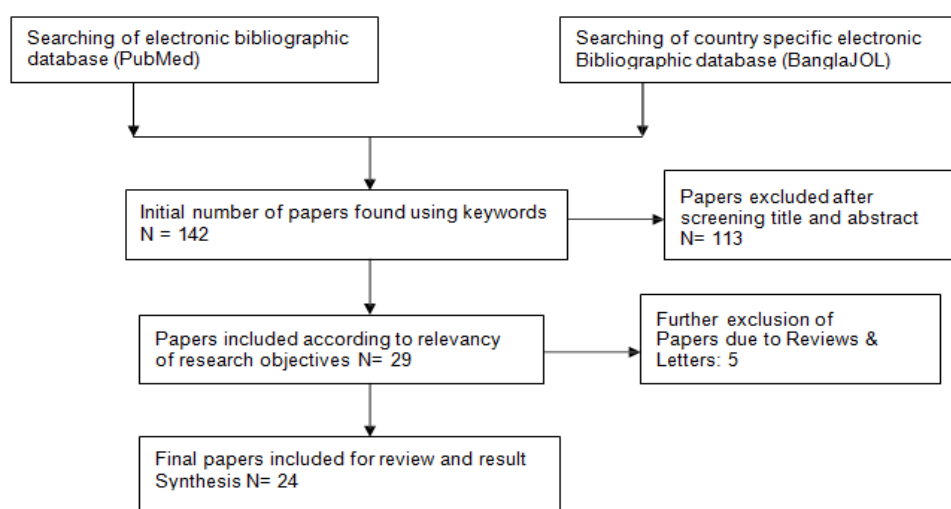 Searching of electronic bibliographic
database (PubMed)
Searching of country specific electronic
Bibliographic database (BanglaJOL)
Initial number of papers found using keywords
N = 142
Papers excluded after
screening title and abstract
N= 113
Papers included according to relevancy
of research objectives N= 29
Further exclusion of
Papers due to Reviews &
Letters: 5
Final papers included for review and result
Synthesis N= 24